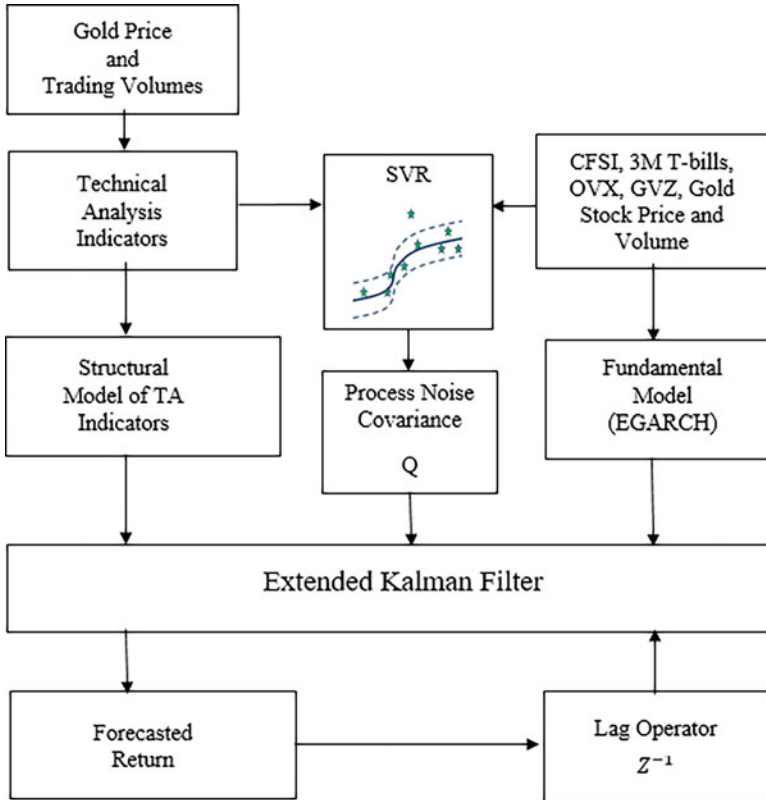 Gold Price
and
Trading Volumes
Technical
Analysis
Indicators
SVR
CFSI, 3M T-bills,
OVX, GVZ, Gold
Stock Price and
Volume
Structural
Model of TA
Indicators
Process Noise
Covariance
Q
Fundamental
Model
(EGARCH)
Extended Kalman Filter
Forecasted
Return
Lag Operator
Z⁻¹